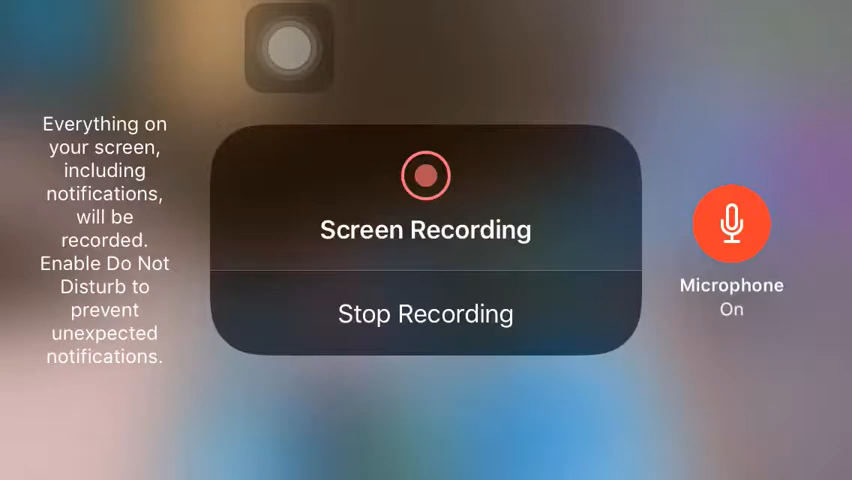 Everything on
your screen,
including
notifications,
will be
recorded.
Enable Do Not
Disturb to
prevent
unexpected
notifications.
Screen Recording
Stop Recording
Microphone
On